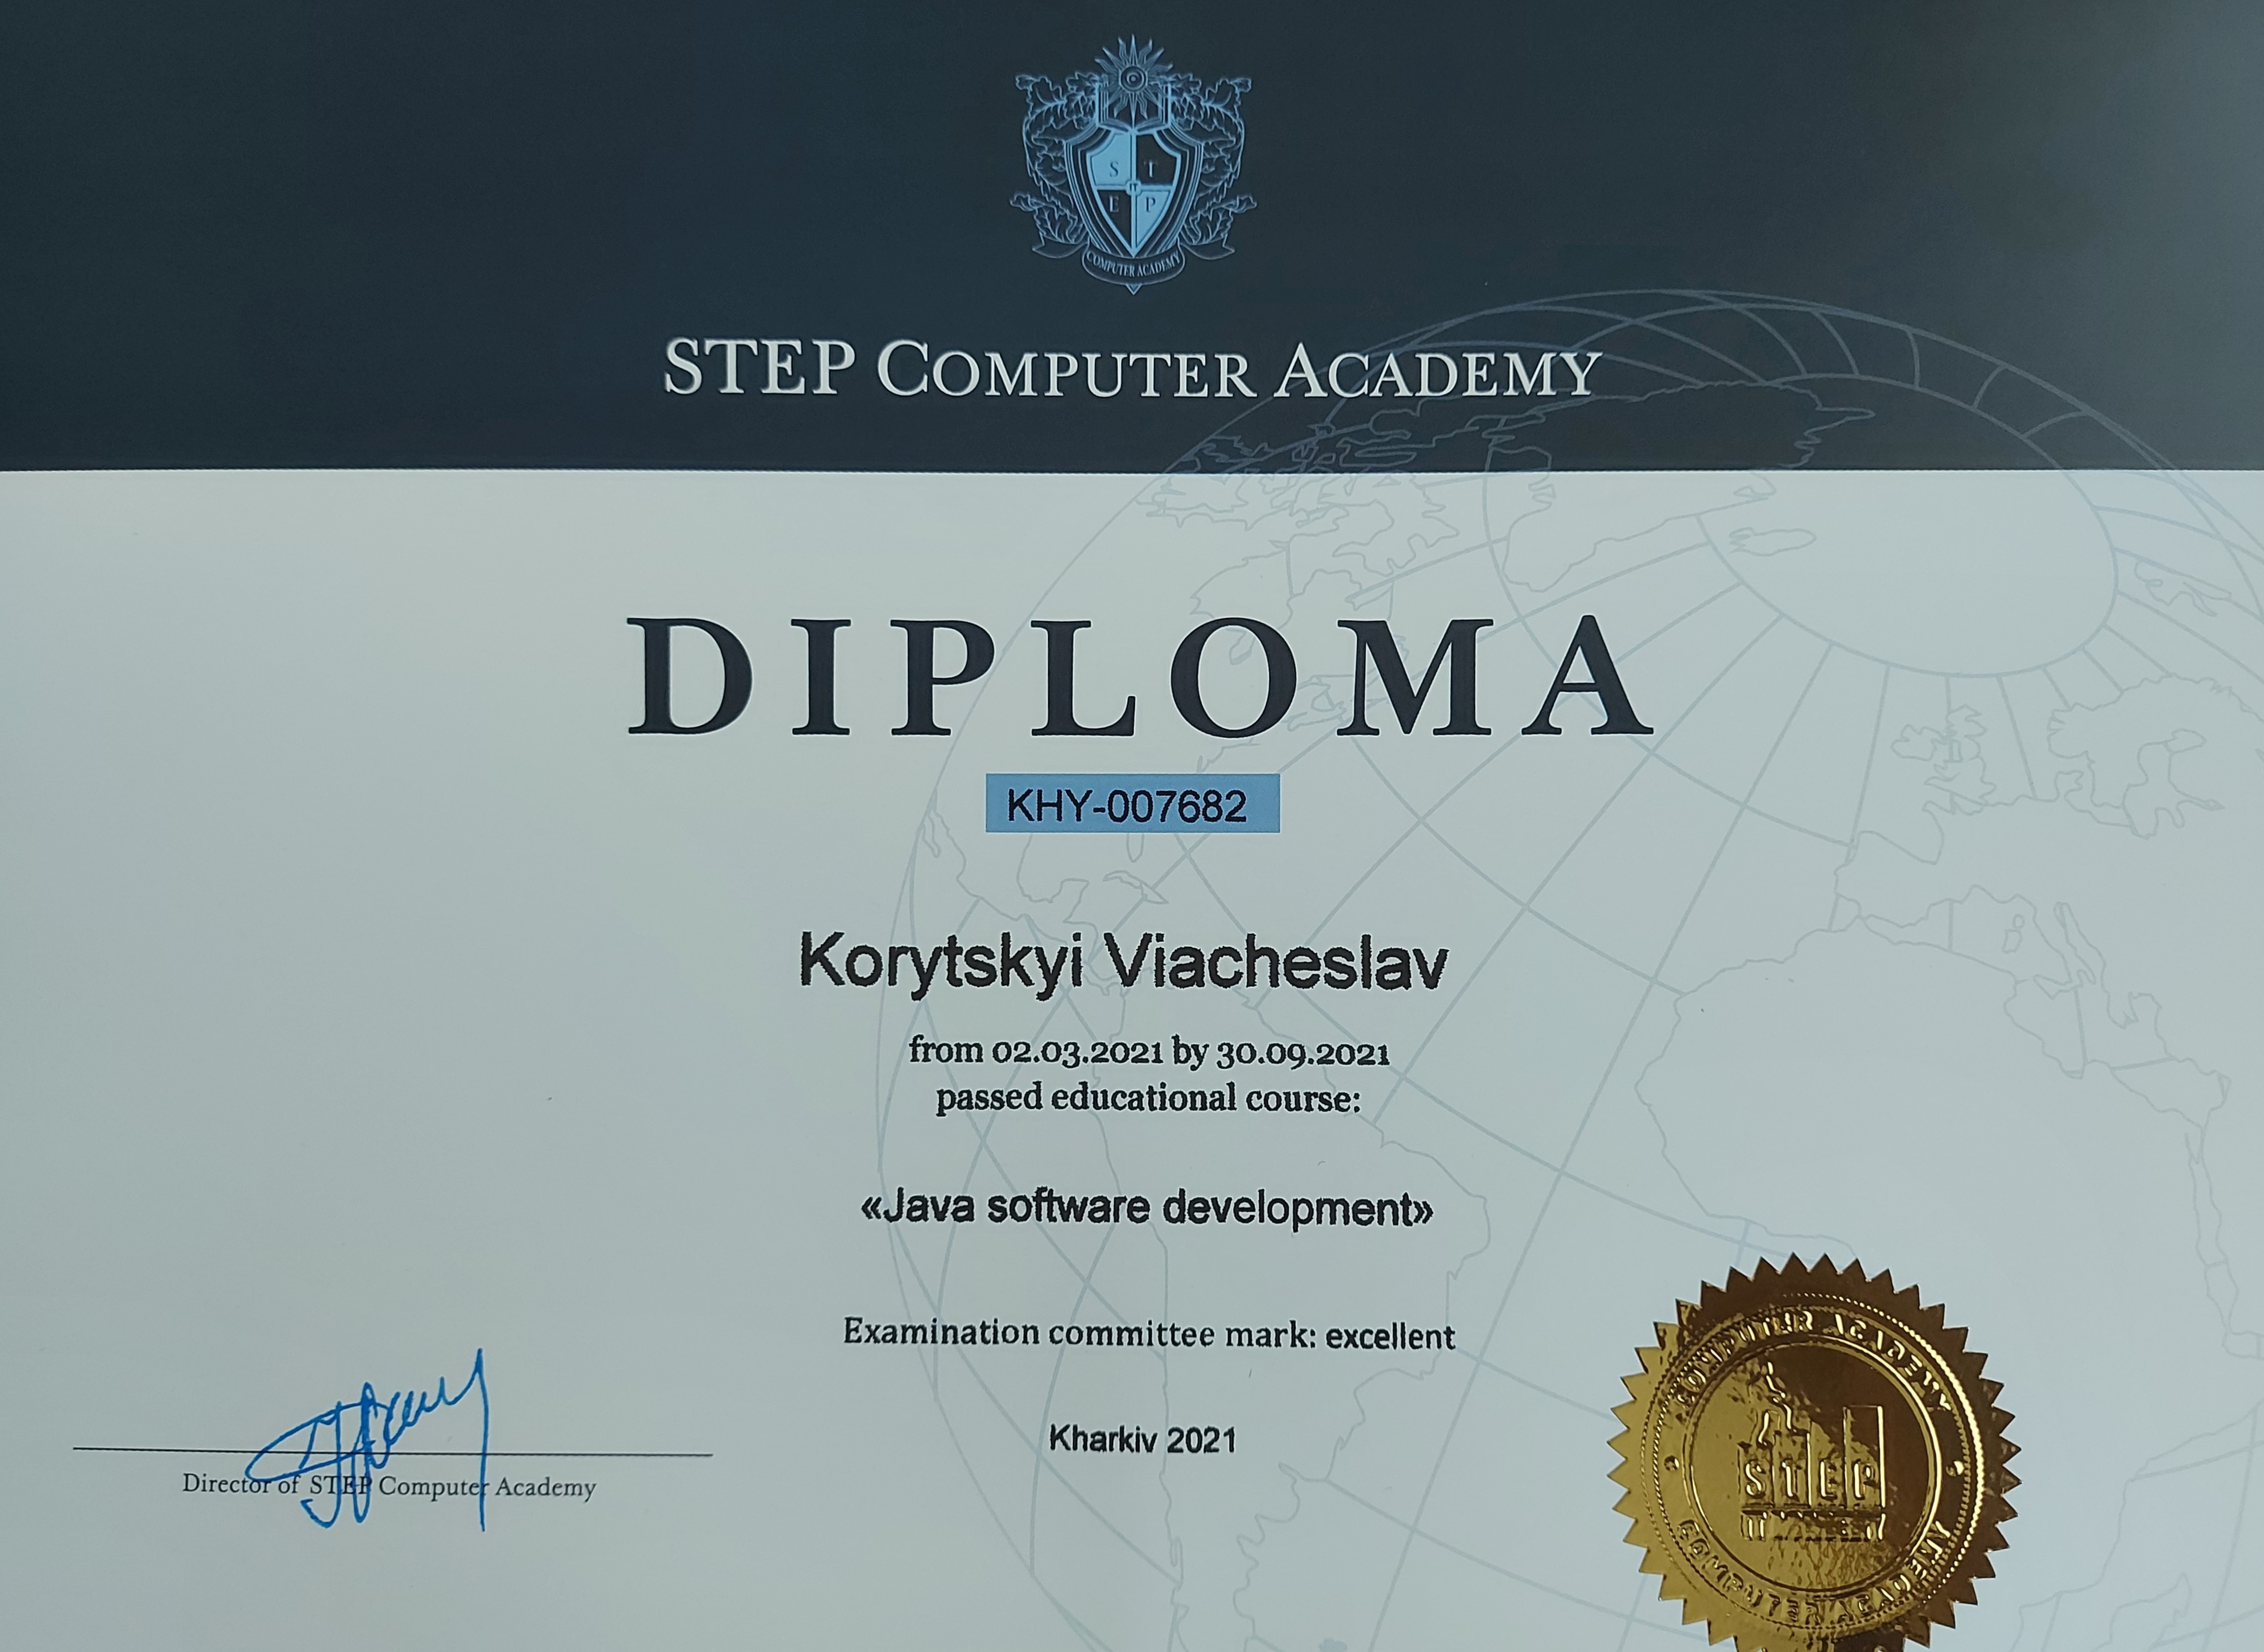 S T
IT
E P
COMPUTER ACADEMY
STEP COMPUTER ACADEMY
DIPLOMA
KHY-007682
Korytskyi Viacheslav
from 02.03.2021 by 30.09.2021
passed educational course:
«Java software development»
Examination committee mark: excellent
Kharkiv 2021
Director of STEP Computer Academy
COMPUTER ACADEMY
STEP
COMPUTER ACADEMY